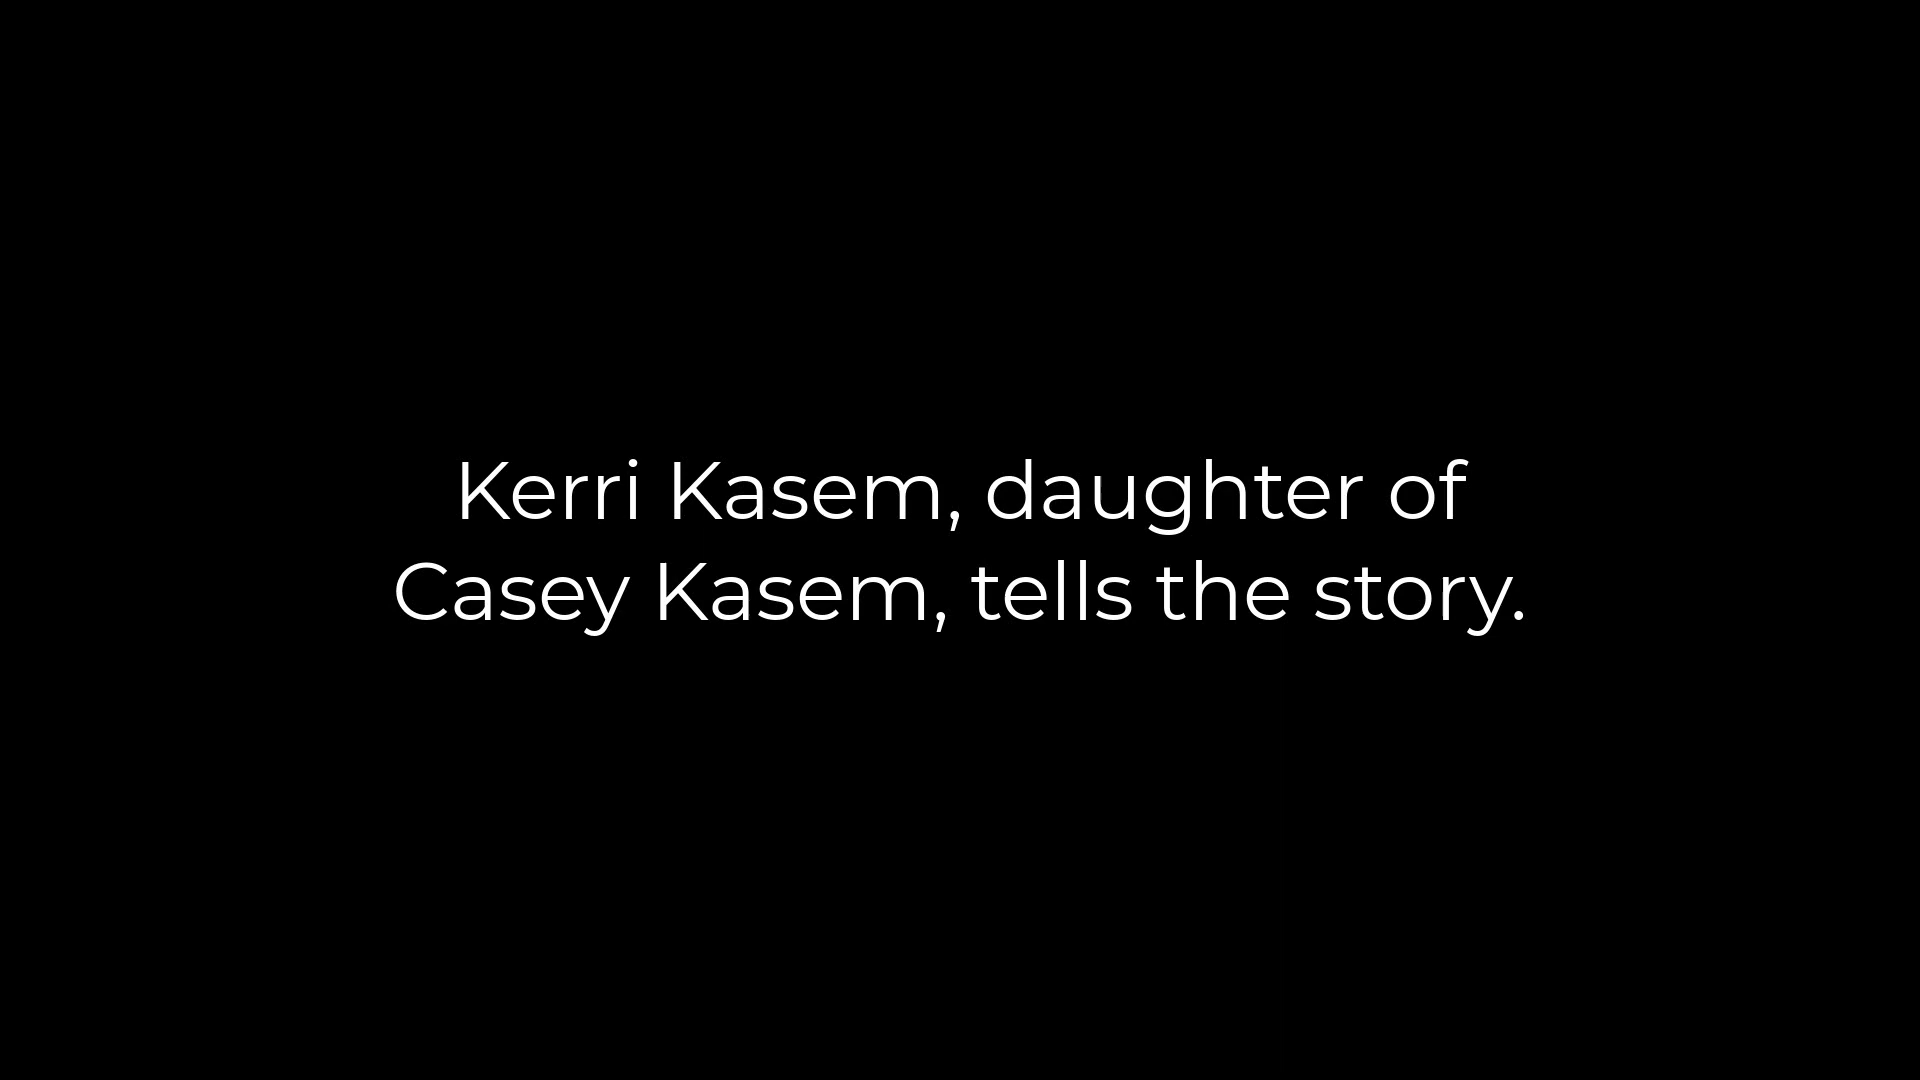 Kerri Kasem, daughter of
Casey Kasem, tells the story.